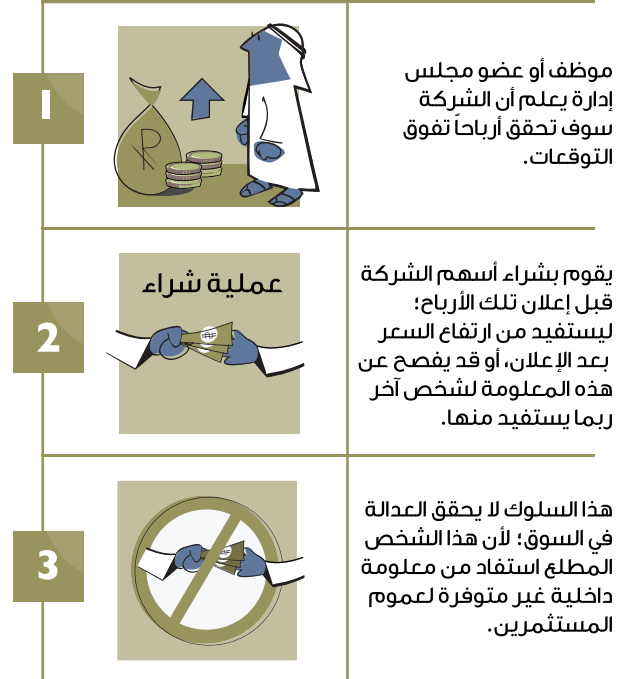 1
موظف أو عضو مجلس
إدارة يعلم أن الشركة
سوف تحقق أرباحاً تفوق
التوقعات.
2
عملية شراء
يقوم بشراء أسهم الشركة
قبل إعلان تلك الأرباح؛
ليستفيد من ارتفاع السعر
بعد الإعلان، أو قد يفصح عن
هذه المعلومة لشخص آخر
ربما يستفيد منها.
3
هذا السلوك لا يحقق العدالة
في السوق؛ لأن هذا الشخص
المطلع استفاد من معلومة
داخلية غير متوفرة لعموم
المستثمرين.